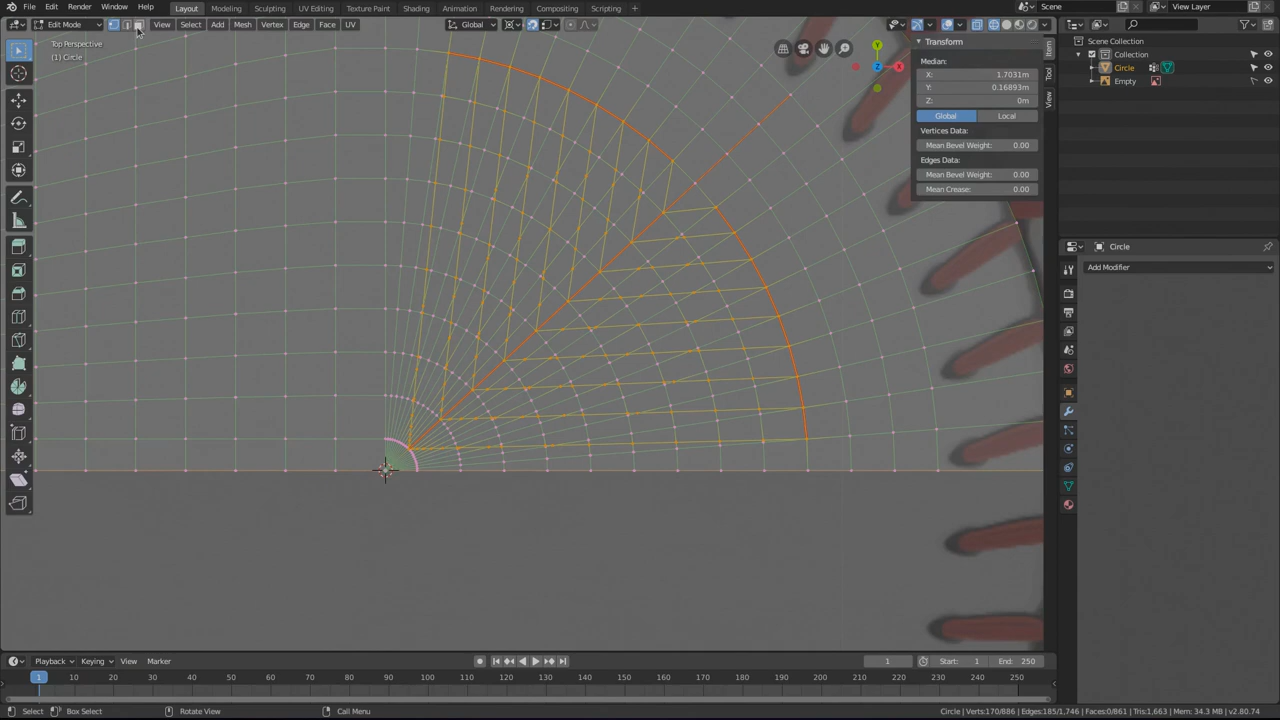 File Edit Render Window Help Layout Modeling Sculpting UV Editing Texture Paint Shading Animation Rendering Compositing Scripting + Scene View Layer
Edit Mode View Select Add Mesh Vertex Edge Face UV Global
Top Perspective
(1) Circle
Y
X
Z
Transform
Median:
X: 1.7031m
Y: 0.16893m
Z: 0m
Global Local
Vertices Data:
Mean Bevel Weight: 0.00
Edges Data:
Mean Bevel Weight: 0.00
Mean Crease: 0.00
Item
Tool
View
Scene Collection
Collection
Circle
Empty
Circle
Add Modifier
Playback Keying View Marker 1 Start: 1 End: 250
1 10 20 30 40 50 60 70 80 90 100 110 120 130 140 150 160 170 180 190 200 210 220 230 240 250
Select Box Select Rotate View Call Menu Circle | Verts:170/886 | Edges:185/1,746 | Faces:0/861 | Tris:1,663 | Mem: 34.3 MB | v2.80.74